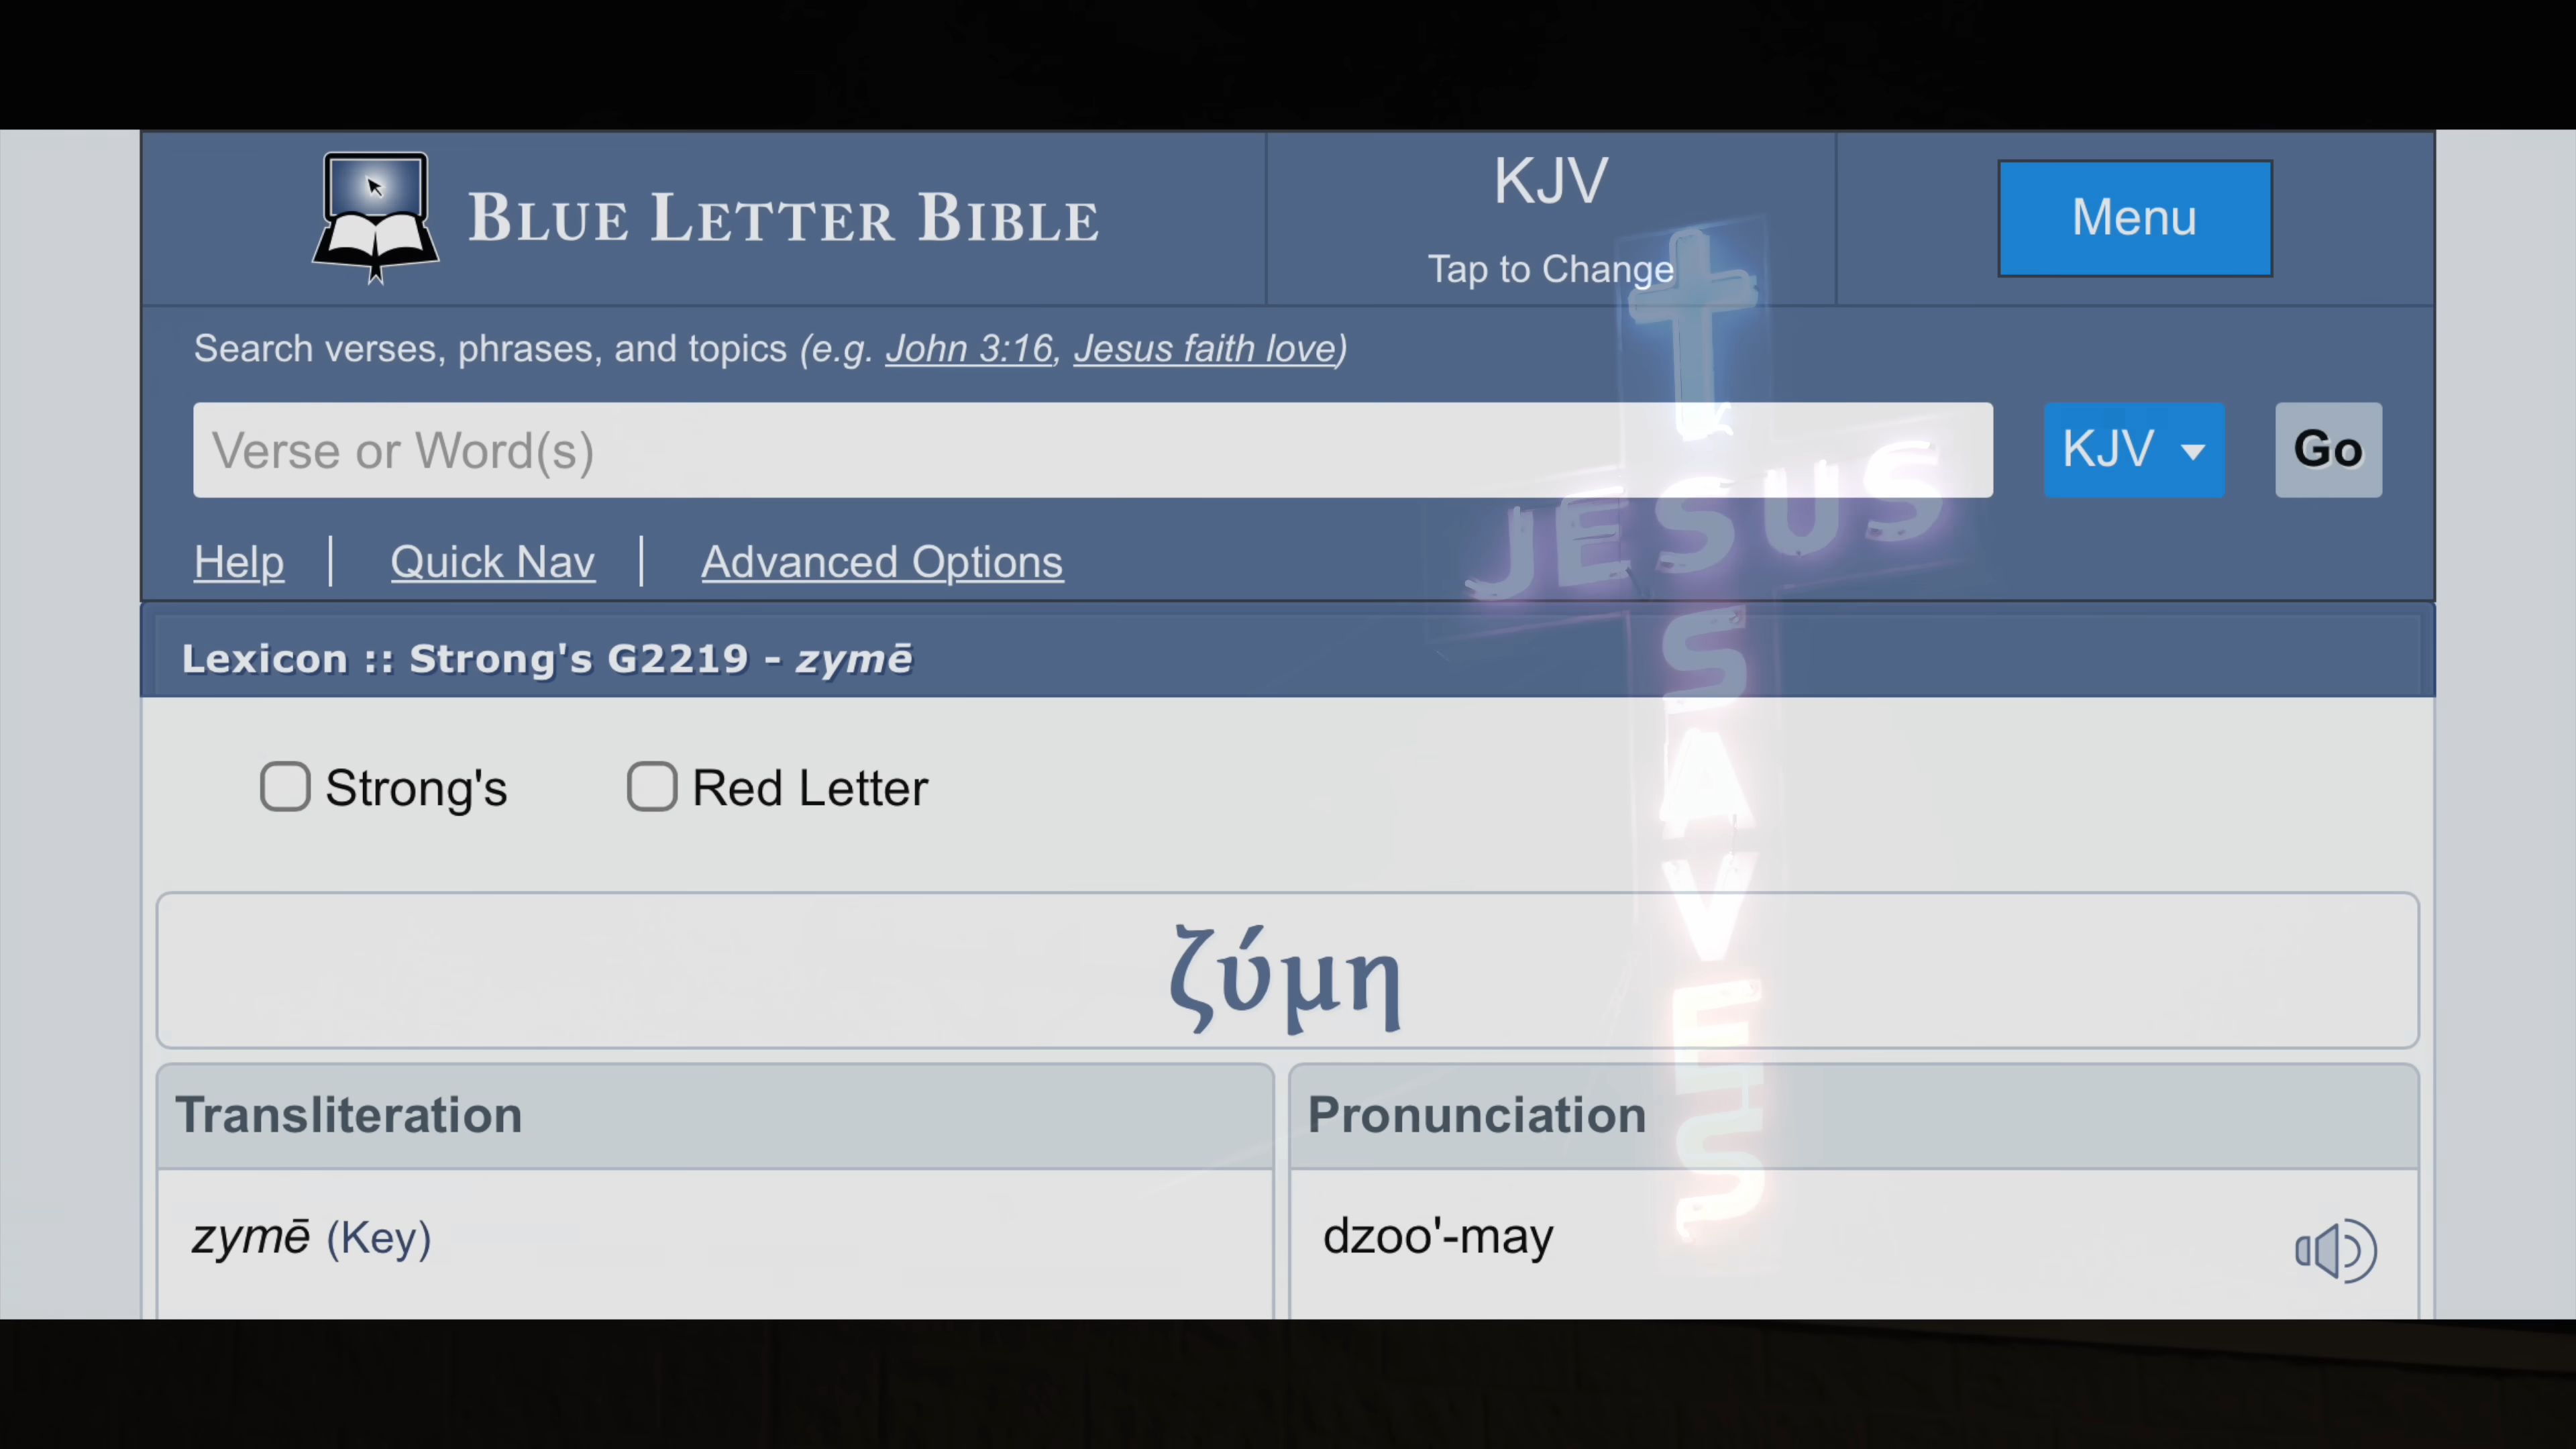 BLUE LETTER BIBLE
KJV
Tap to Change
Menu
Search verses, phrases, and topics (e.g. John 3:16, Jesus faith love)
Verse or Word(s)
KJV
Go
Help | Quick Nav | Advanced Options
Lexicon :: Strong's G2219 - zymē
Strong's
Red Letter
ζύμη
Transliteration
Pronunciation
zymē (Key)
dzoo'-may
JESUS
SAVES